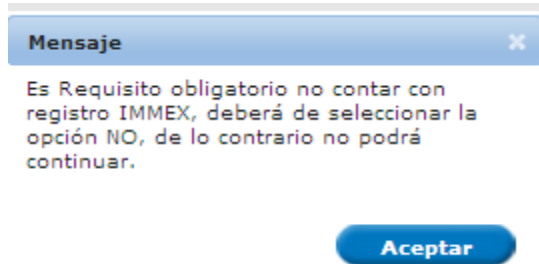 Mensaje
Es Requisito obligatorio no contar con
registro IMMEX, deberá de seleccionar la
opción NO, de lo contrario no podrá
continuar.
Aceptar